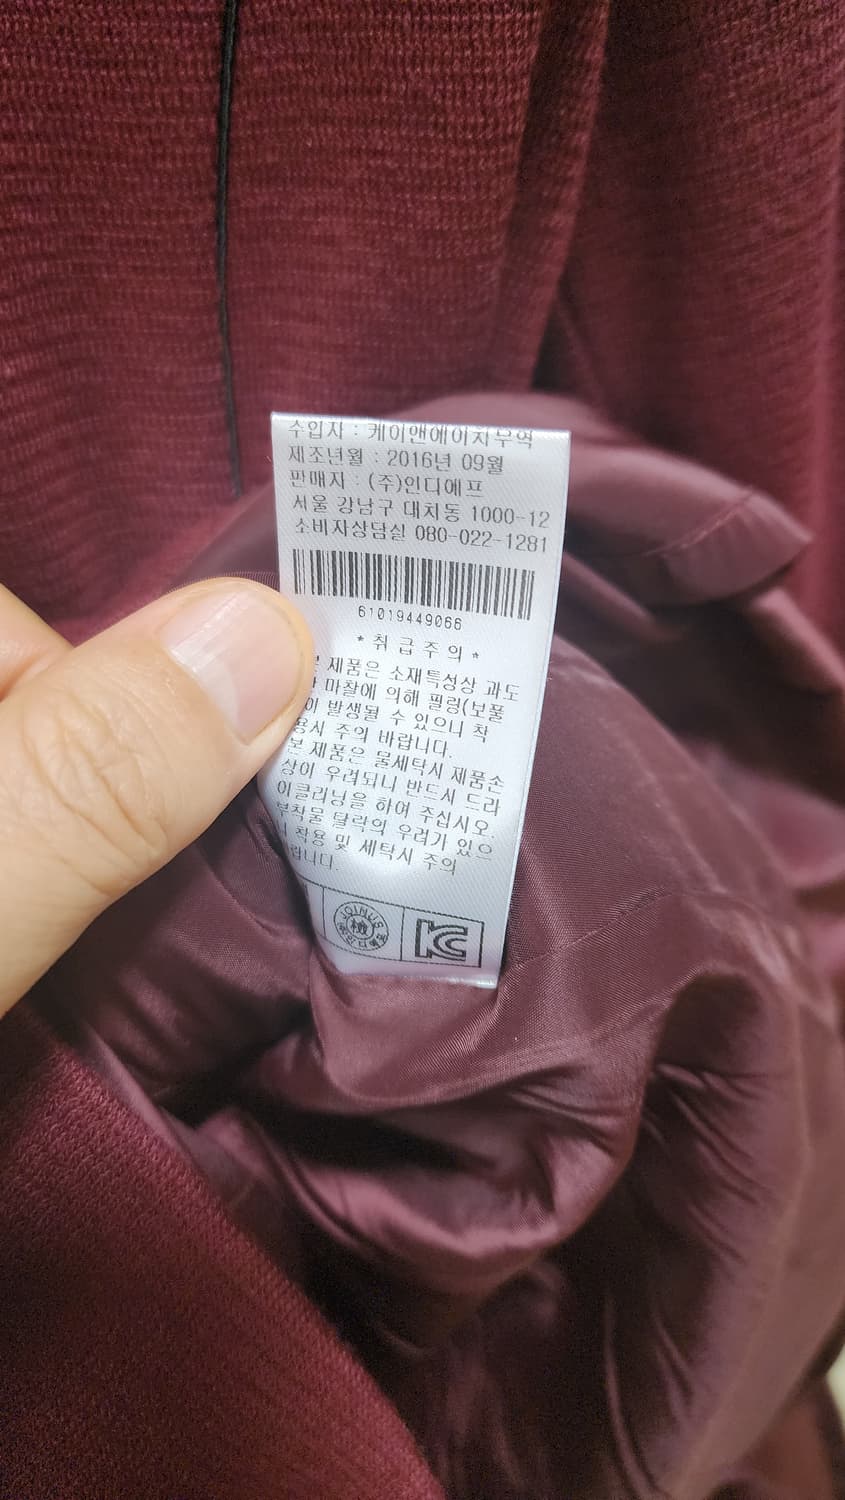 수입자 : 케이앤에이치무역
제조년월 : 2016년 09월
판매자 : (주)인디에프
서울 강남구 대치동 1000-12
소비자상담실 080-022-1281
61019449066
* 취 급 주 의 *
본 제품은 소재특성상 과도
마찰에 의해 필링(보풀
이 발생될 수 있으니 착
용시 주의 바랍니다.
본 제품은 물세탁시 제품손
상이 우려되니 반드시 드라
이클리닝을 하여 주십시오.
부착물 탈락의 우려가 있으
니 착용 및 세탁시 주의
랍니다.
JOINUS
檢
(주)인디에프
KC